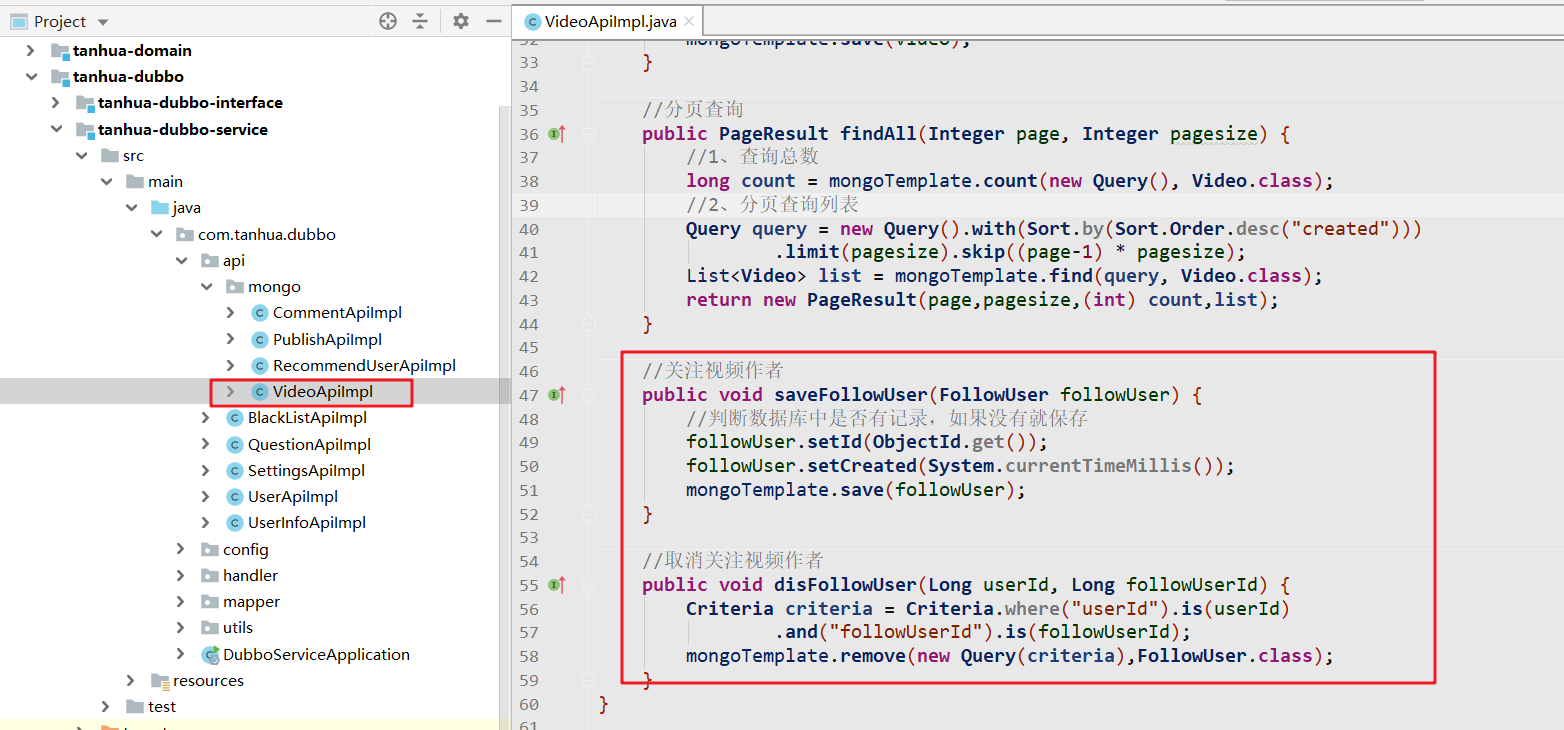 Project
tanhua-domain
tanhua-dubbo
tanhua-dubbo-interface
tanhua-dubbo-service
src
main
java
com.tanhua.dubbo
api
mongo
CommentApiImpl
PublishApiImpl
RecommendUserApiImpl
VideoApiImpl
BlackListApiImpl
QuestionApiImpl
SettingsApiImpl
UserApiImpl
UserInfoApiImpl
config
handler
mapper
utils
DubboServiceApplication
resources
test
VideoApiImpl.java
32 mongoTemplate.save(video);
33 }
34
35 //分页查询
36 public PageResult findAll(Integer page, Integer pagesize) {
37 //1、查询总数
38 long count = mongoTemplate.count(new Query(), Video.class);
39 //2、分页查询列表
40 Query query = new Query().with(Sort.by(Sort.Order.desc("created")))
41 .limit(pagesize).skip((page-1) * pagesize);
42 List<Video> list = mongoTemplate.find(query, Video.class);
43 return new PageResult(page,pagesize,(int) count,list);
44 }
45
46 //关注视频作者
47 public void saveFollowUser(FollowUser followUser) {
48 //判断数据库中是否有记录，如果没有就保存
49 followUser.setId(ObjectId.get());
50 followUser.setCreated(System.currentTimeMillis());
51 mongoTemplate.save(followUser);
52 }
53
54 //取消关注视频作者
55 public void disFollowUser(Long userId, Long followUserId) {
56 Criteria criteria = Criteria.where("userId").is(userId)
57 .and("followUserId").is(followUserId);
58 mongoTemplate.remove(new Query(criteria),FollowUser.class);
59 }
60 }
61